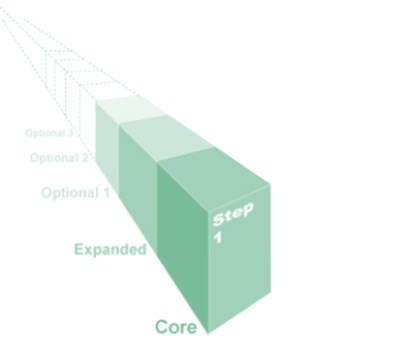 Optional 3
Optional 2
Optional 1
Step
1
Expanded
Core